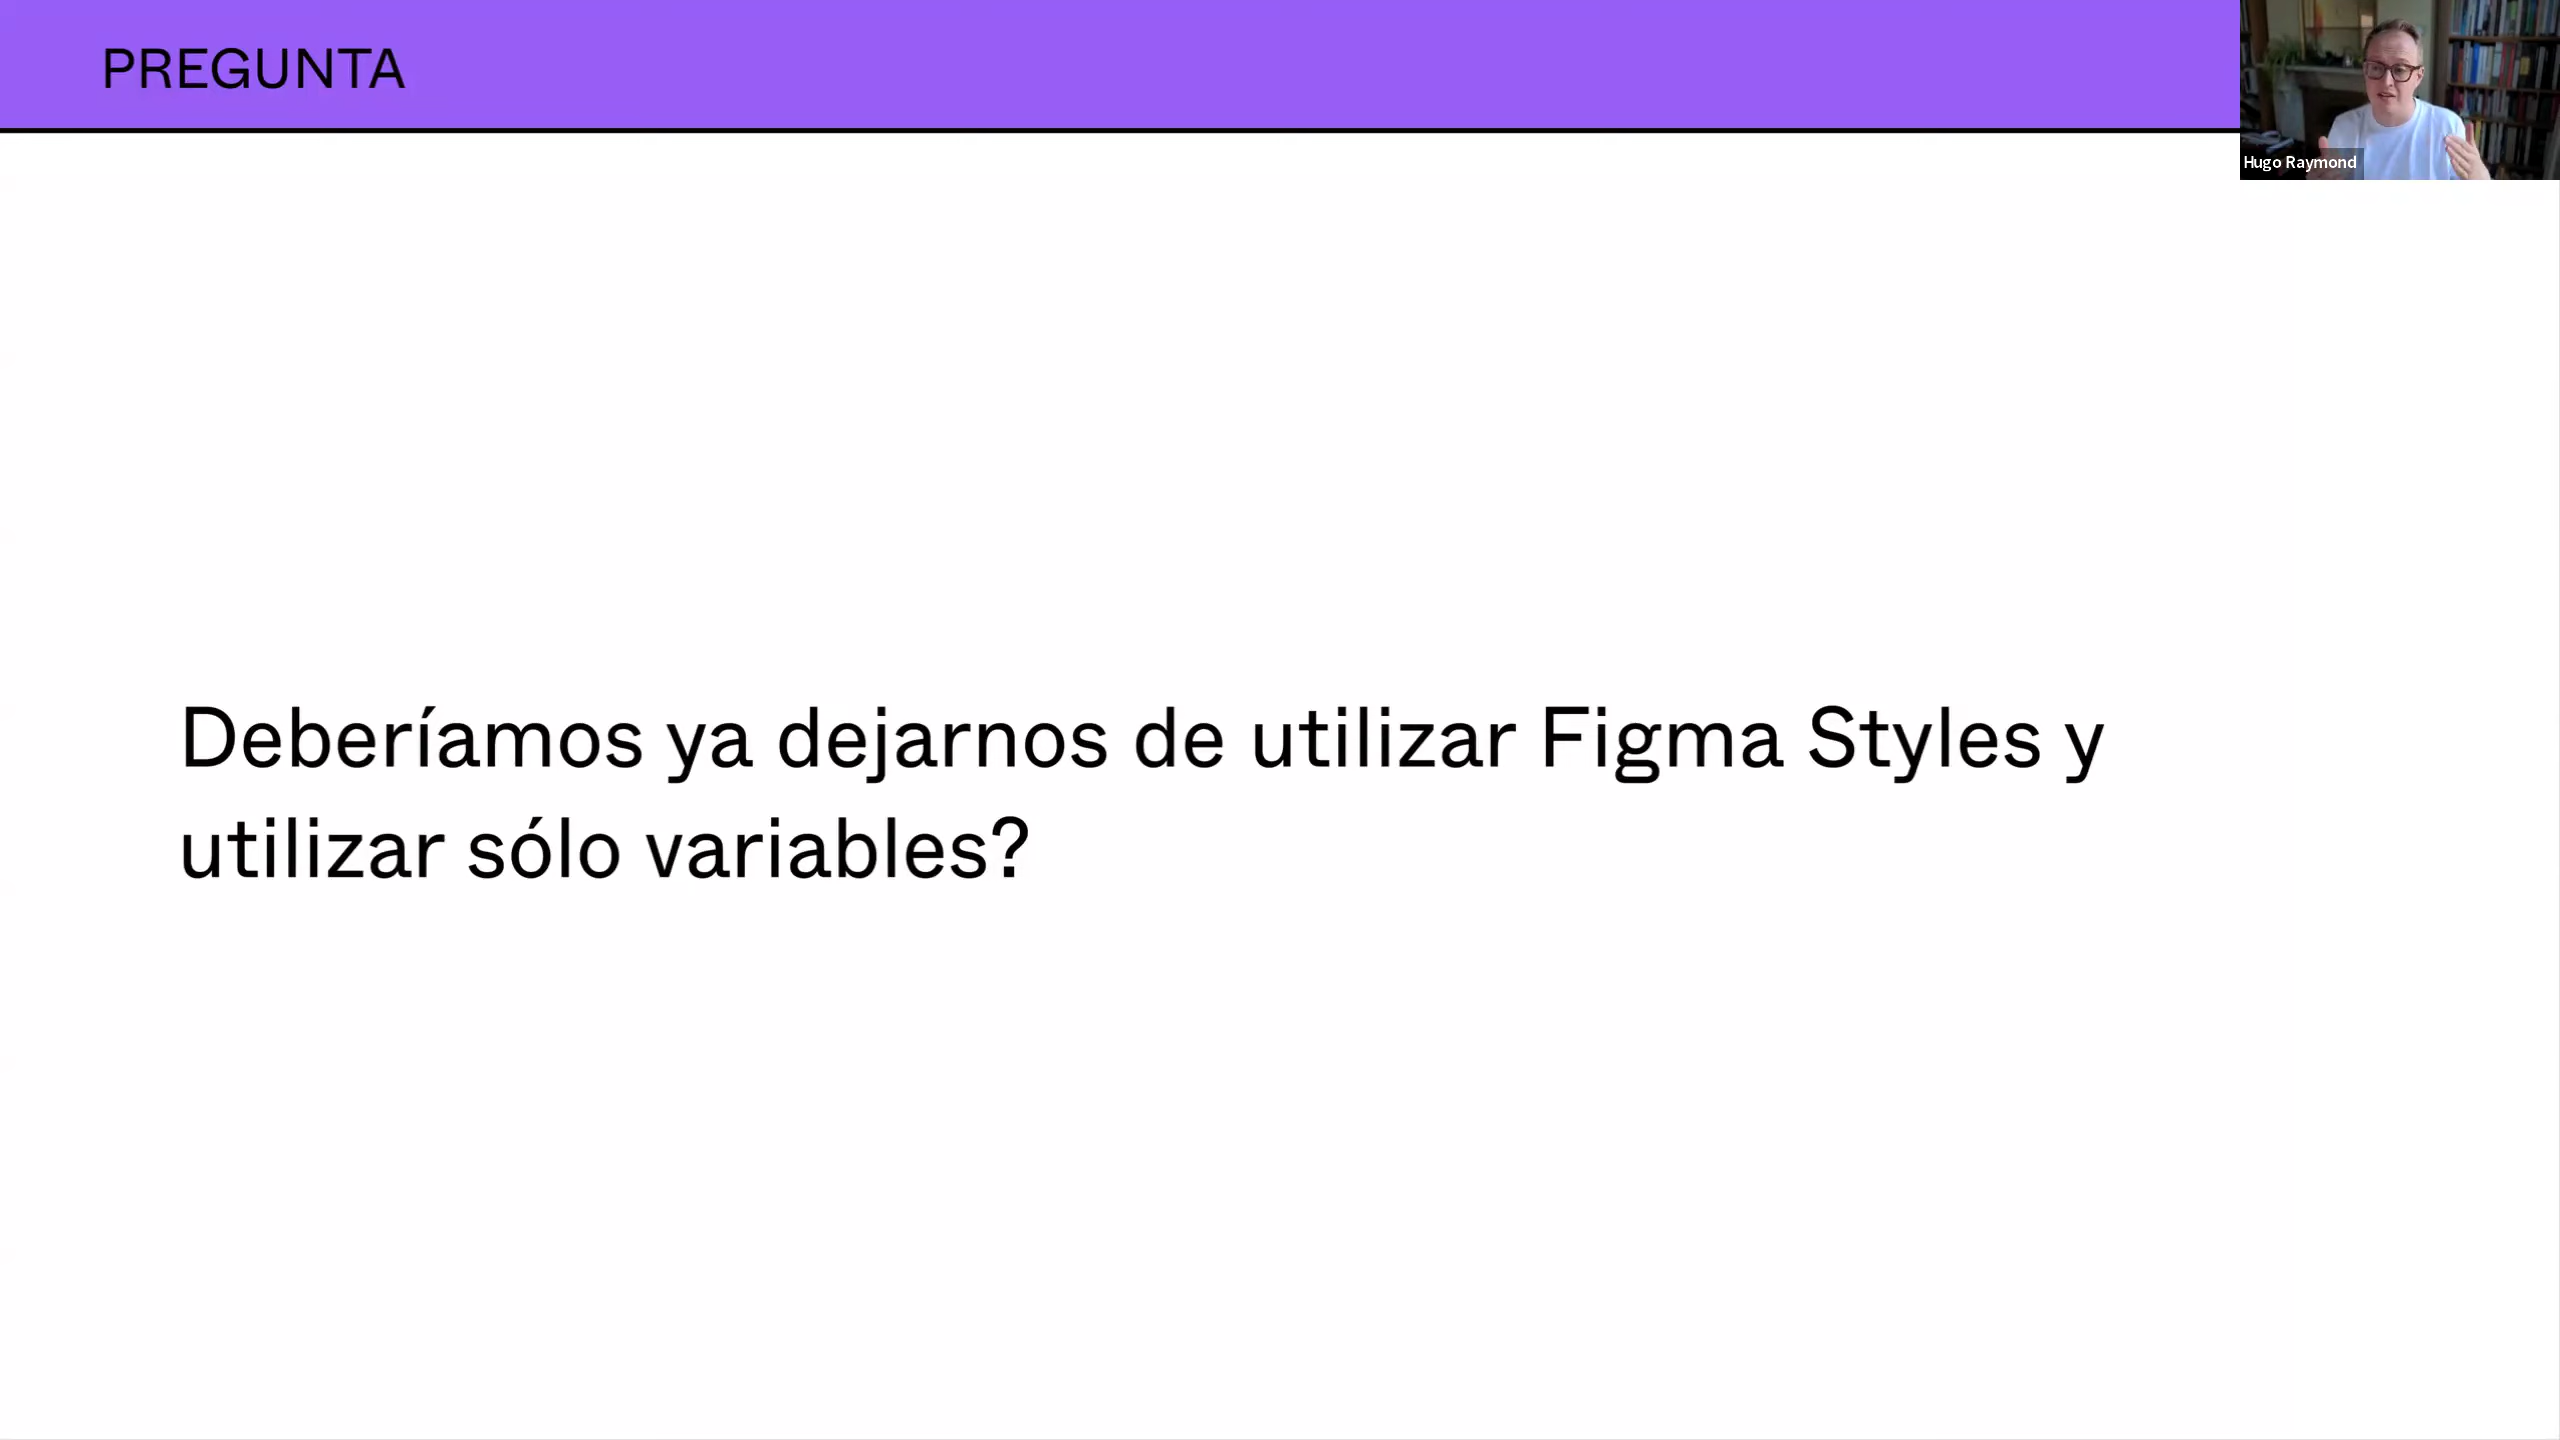 PREGUNTA
Hugo Raymond
Deberíamos ya dejarnos de utilizar Figma Styles y
utilizar sólo variables?